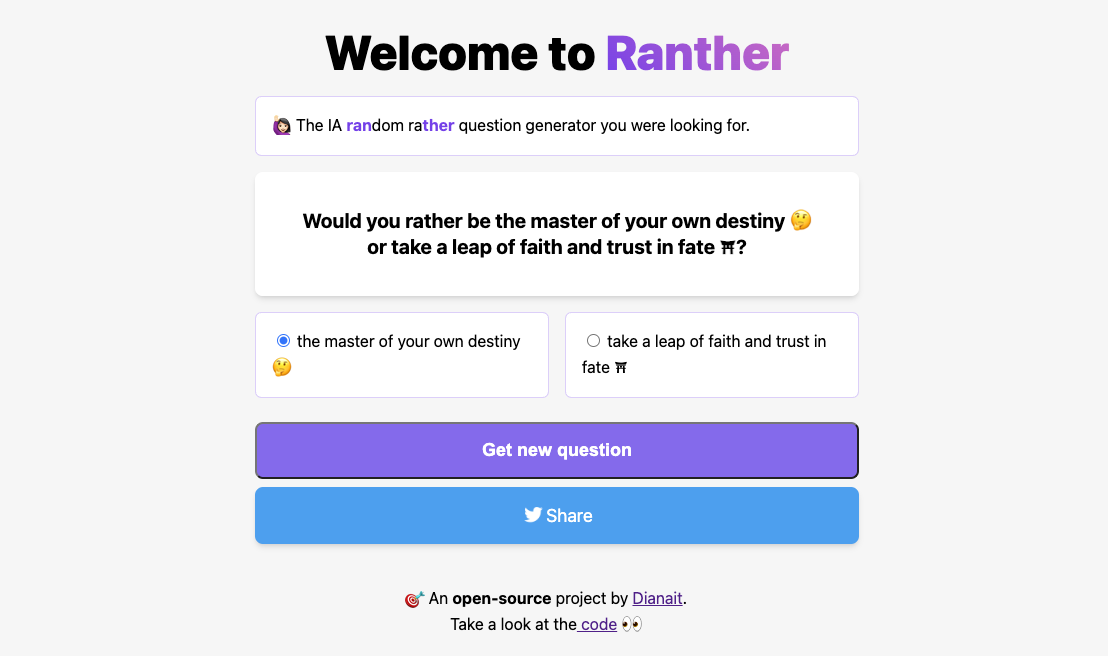 Welcome to Ranther
🙋🏻‍♀️ The IA random rather question generator you were looking for.
Would you rather be the master of your own destiny 🤔
or take a leap of faith and trust in fate ⛩?
the master of your own destiny
🤔
take a leap of faith and trust in
fate ⛩
Get new question
Share
🎯 An open-source project by Dianait.
Take a look at the code 👀